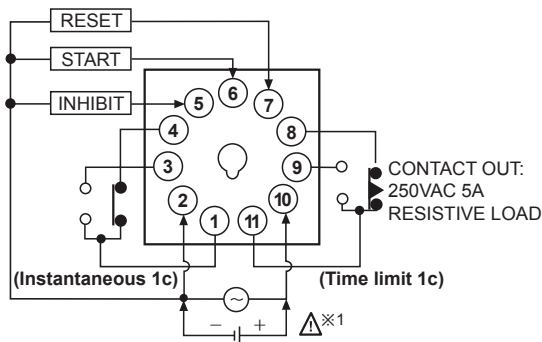 RESET
START
INHIBIT
6
5
7
4
8
3
9
2
10
1
11
CONTACT OUT:
250VAC 5A
RESISTIVE LOAD
(Instantaneous 1c)
(Time limit 1c)
~
− +
※1